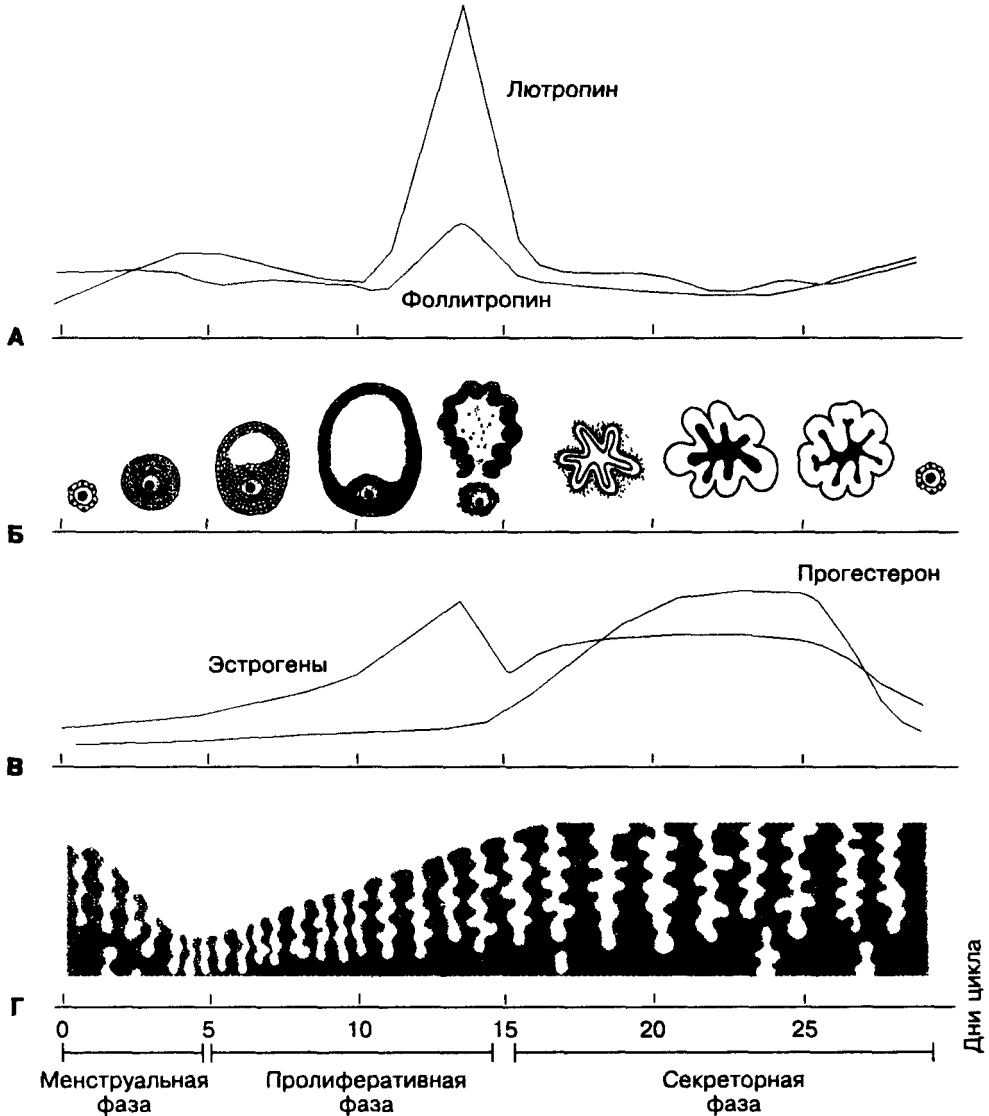 Лютропин
Фоллитропин
А
Б
Прогестерон
Эстрогены
В
Г
0 5 10 15 20 25
Дни цикла
Менструальная фаза
Пролиферативная фаза
Секреторная фаза